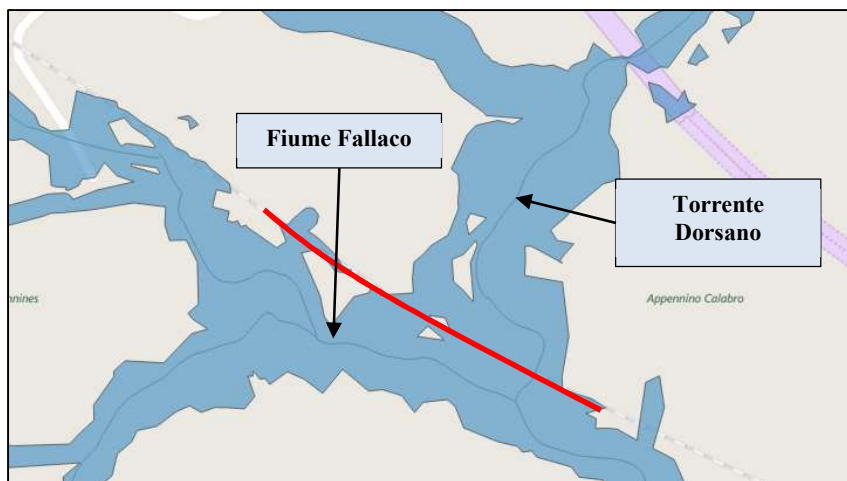 Fiume Fallaco
Torrente
Dorsano
nnines
Appennino Calabro